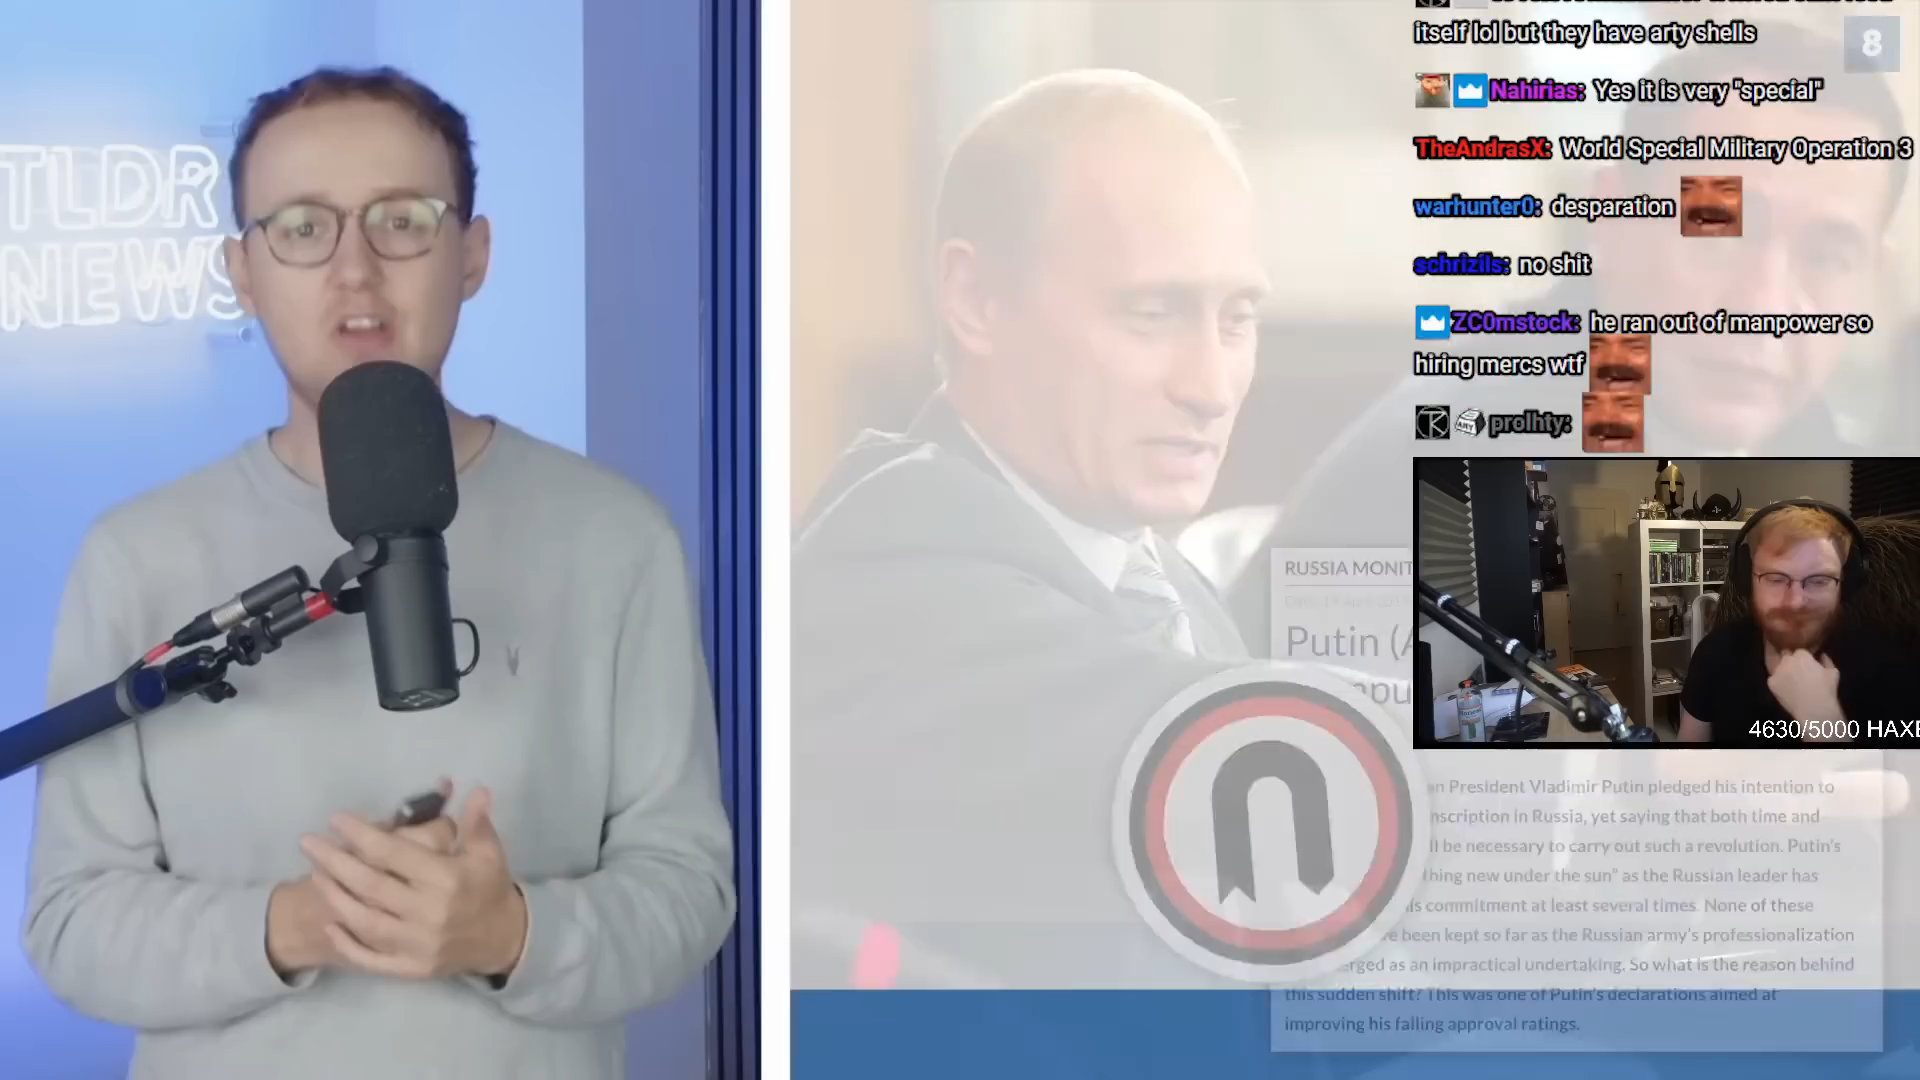 TLDR
NEWS
8
itself lol but they have arty shells
Nahirias: Yes it is very "special"
TheAndrasX: World Special Military Operation 3
warhunter0: desparation
schrizils: no shit
ZC0mstock: he ran out of manpower so
hiring mercs wtf
prolhty:
4630/5000 HAXE
RUSSIA MONIT
Putin (A
pu
an President Vladimir Putin pledged his intention to
nscription in Russia, yet saying that both time and
ll be necessary to carry out such a revolution. Putin's
thing new under the sun" as the Russian leader has
is commitment at least several times. None of these
ve been kept so far as the Russian army's professionalization
erged as an impractical undertaking. So what is the reason behind
this sudden shift? This was one of Putin's declarations aimed at
improving his falling approval ratings.